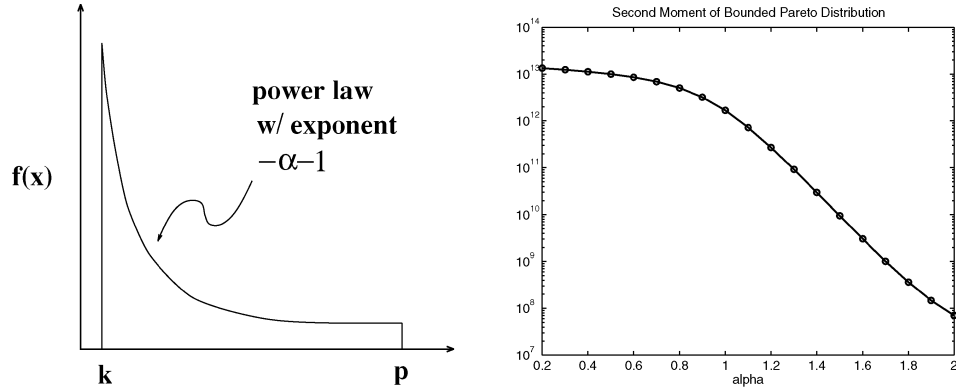 f(x)
power law
w/ exponent
−α−1
k
p
Second Moment of Bounded Pareto Distribution
10^14
10^13
10^12
10^11
10^10
10^9
10^8
10^7
0.2 0.4 0.6 0.8 1 1.2 1.4 1.6 1.8 2
alpha